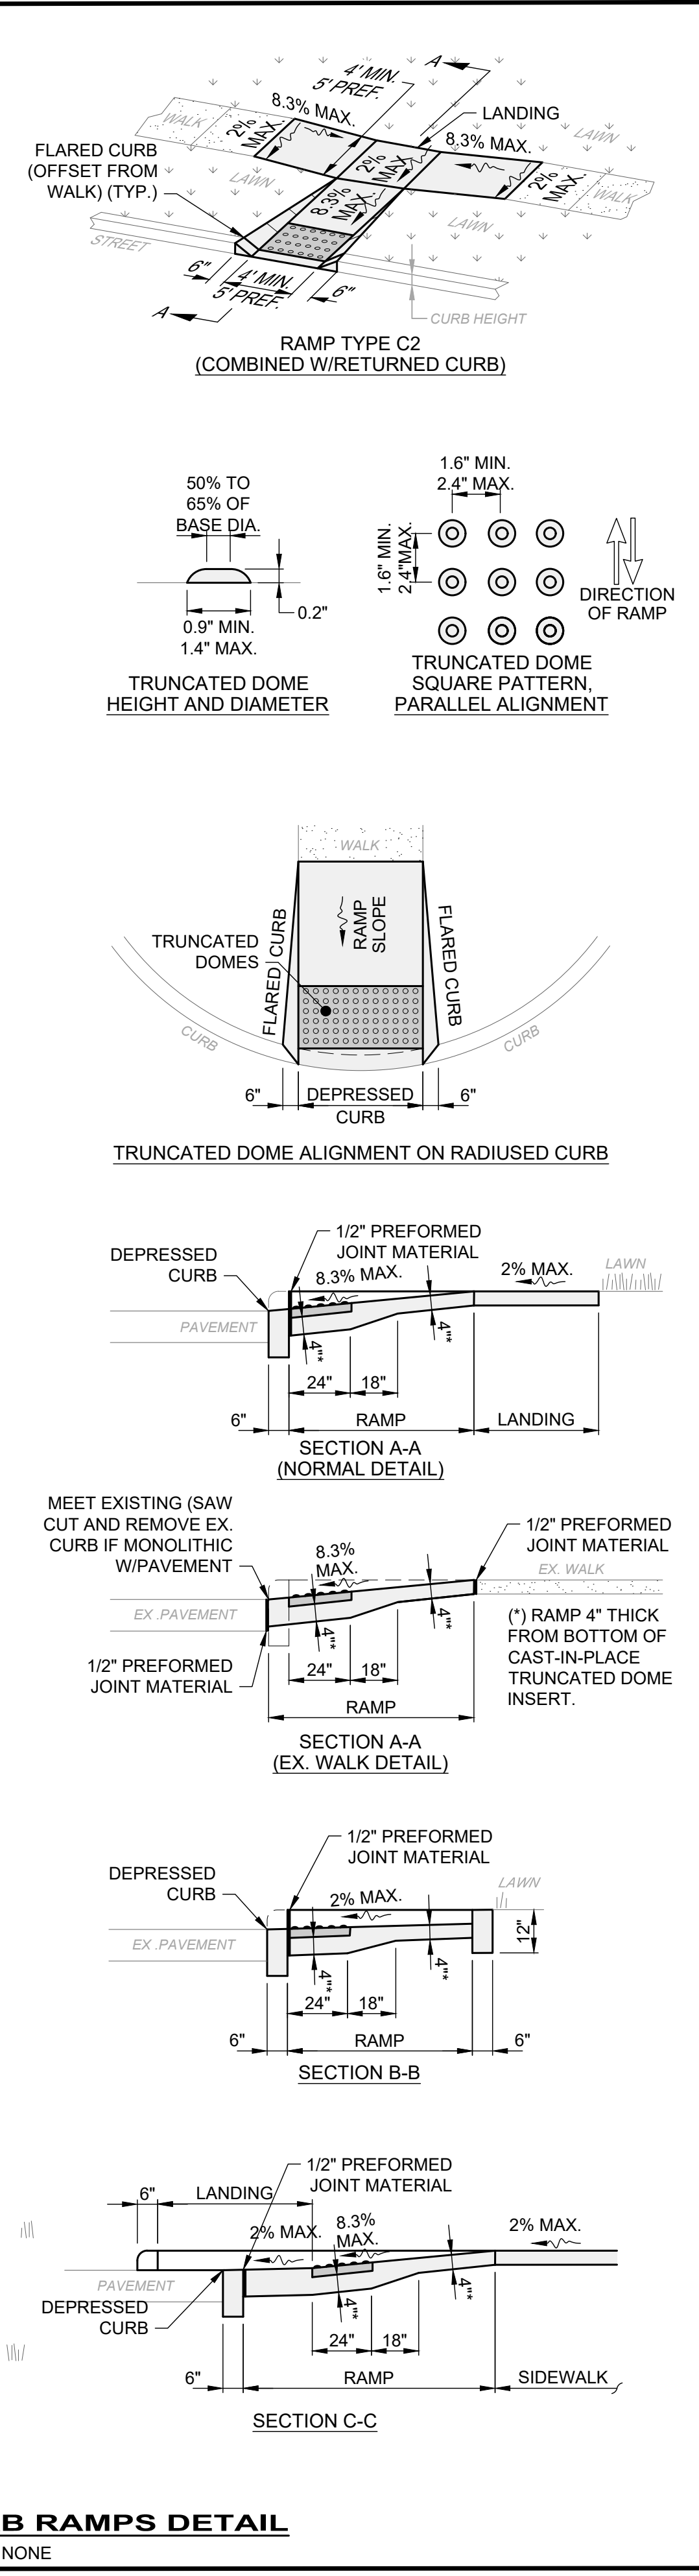 A
4' MIN.
5' PREF.
8.3% MAX.
LANDING
WALK
2%
MAX
8.3% MAX.
LAWN
FLARED CURB
(OFFSET FROM
WALK) (TYP.)
2%
MAX
LAWN
2%
MAX.
WALK
8.3%
MAX.
LAWN
STREET
6"
4' MIN.
5' PREF.
6"
A
CURB HEIGHT
RAMP TYPE C2
(COMBINED W/RETURNED CURB)
50% TO
65% OF
BASE DIA.
0.2"
0.9" MIN.
1.4" MAX.
TRUNCATED DOME
HEIGHT AND DIAMETER
1.6" MIN.
2.4" MAX.
1.6" MIN.
2.4"MAX.
DIRECTION
OF RAMP
TRUNCATED DOME
SQUARE PATTERN,
PARALLEL ALIGNMENT
WALK
RAMP
SLOPE
TRUNCATED
DOMES
FLARED CURB
FLARED CURB
CURB
CURB
6"
DEPRESSED
CURB
6"
TRUNCATED DOME ALIGNMENT ON RADIUSED CURB
1/2" PREFORMED
JOINT MATERIAL
DEPRESSED
CURB
8.3% MAX.
2% MAX.
LAWN
PAVEMENT
4"*
4"*
24"
18"
6"
RAMP
LANDING
SECTION A-A
(NORMAL DETAIL)
MEET EXISTING (SAW
CUT AND REMOVE EX.
CURB IF MONOLITHIC
W/PAVEMENT
8.3%
MAX.
1/2" PREFORMED
JOINT MATERIAL
EX. WALK
EX .PAVEMENT
4"*
4"*
(*) RAMP 4" THICK
FROM BOTTOM OF
CAST-IN-PLACE
TRUNCATED DOME
INSERT.
1/2" PREFORMED
JOINT MATERIAL
24"
18"
RAMP
SECTION A-A
(EX. WALK DETAIL)
1/2" PREFORMED
JOINT MATERIAL
DEPRESSED
CURB
2% MAX.
LAWN
EX .PAVEMENT
12"
4"*
4"*
24"
18"
6"
RAMP
6"
SECTION B-B
1/2" PREFORMED
JOINT MATERIAL
6"
LANDING
2% MAX.
8.3%
MAX.
2% MAX.
PAVEMENT
DEPRESSED
CURB
4"*
4"*
24"
18"
6"
RAMP
SIDEWALK
SECTION C-C
B RAMPS DETAIL
NONE